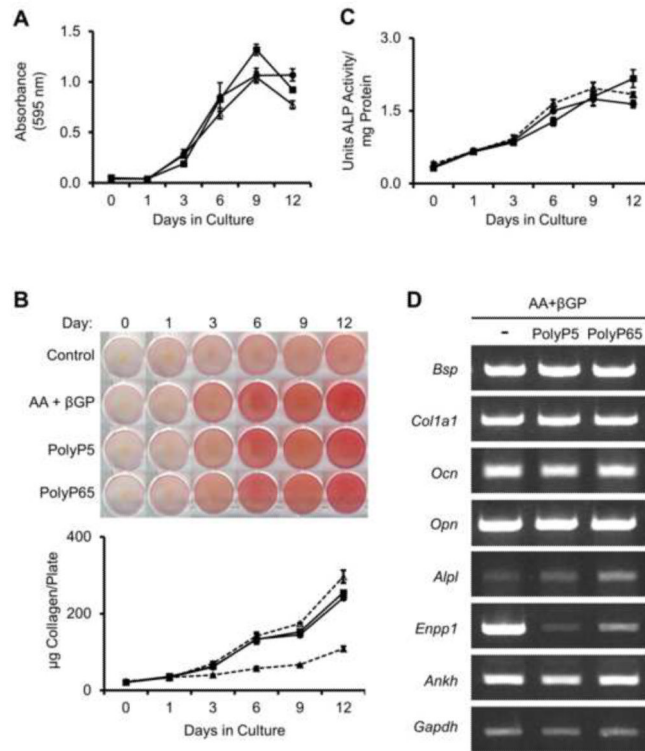 A
Absorbance
(595 nm)
1.5
1.0
0.5
0.0
0 1 3 6 9 12
Days in Culture
C
Units ALP Activity/
mg Protein
3.0
1.5
0.0
0 1 3 6 9 12
Days in Culture
B
Day: 0 1 3 6 9 12
Control
AA + βGP
PolyP5
PolyP65
µg Collagen/Plate
400
200
0
0 1 3 6 9 12
Days in Culture
D
AA+βGP
- PolyP5 PolyP65
Bsp
Col1a1
Ocn
Opn
Alpl
Enpp1
Ankh
Gapdh